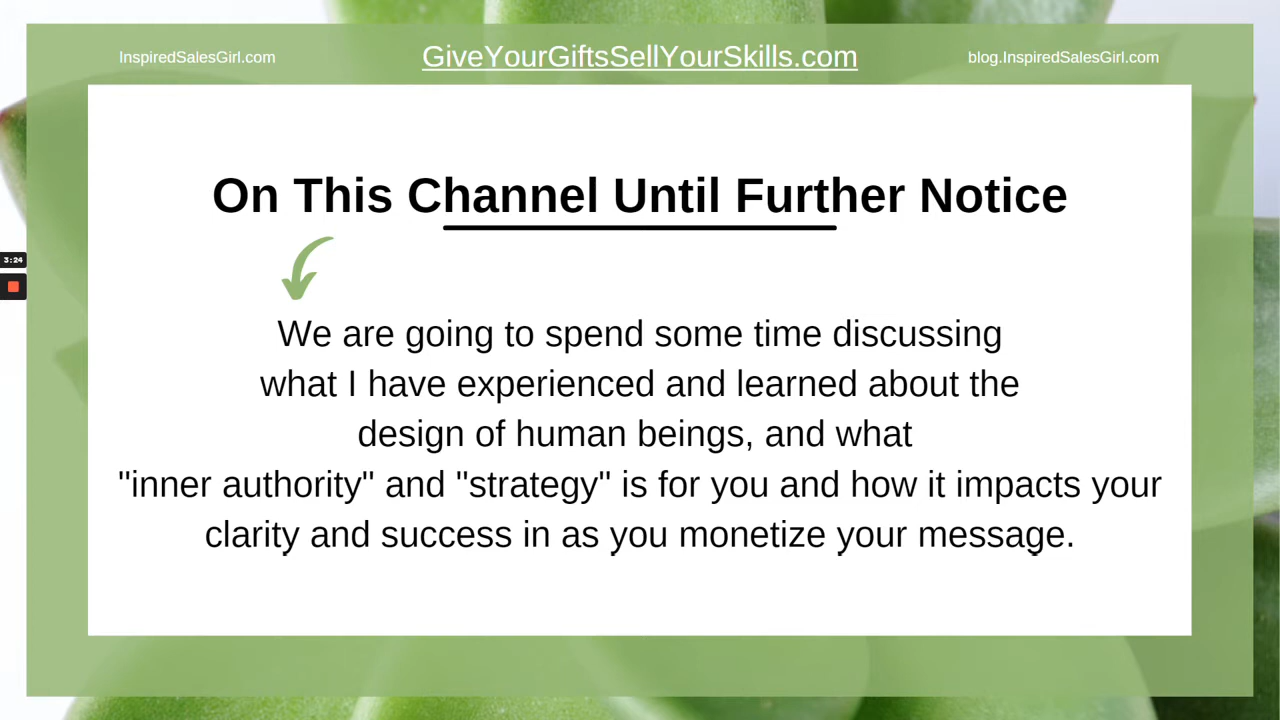 InspiredSalesGirl.com
GiveYourGiftsSellYourSkills.com
blog.InspiredSalesGirl.com
On This Channel Until Further Notice
3:24
We are going to spend some time discussing
what I have experienced and learned about the
design of human beings, and what
"inner authority" and "strategy" is for you and how it impacts your
clarity and success in as you monetize your message.